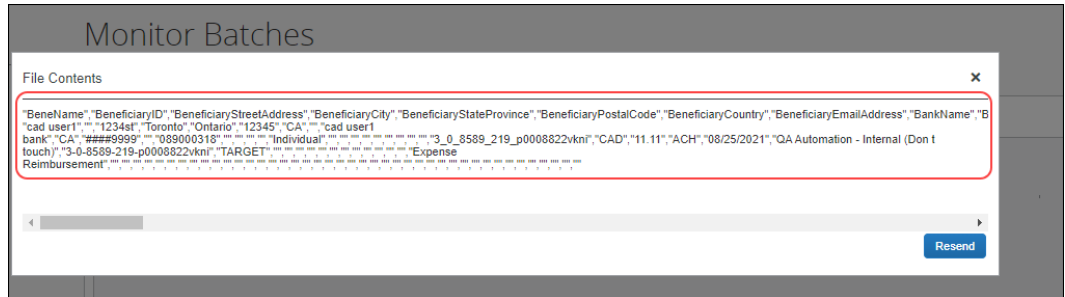 Monitor Batches
File Contents
×
"BeneName","BeneficiaryID","BeneficiaryStreetAddress","BeneficiaryCity","BeneficiaryStateProvince","BeneficiaryPostalCode","BeneficiaryCountry","BeneficiaryEmailAddress","BankName","B
"cad user1","","1234st","Toronto","Ontario","12345","CA","","cad user1
bank","CA","####9999","","089000318","","","","","Individual","","","","","","","","","3_0_8589_219_p0008822vkni","CAD","11.11","ACH","08/25/2021","QA Automation - Internal (Don t
touch)","3-0-8589-219-p0008822vkni","TARGET","","","","","","","","","","","","","","Expense
Reimbursement","","","","","","","","","","","","","","","","","","","","","","","","","","","","","","","","","","",""
Resend